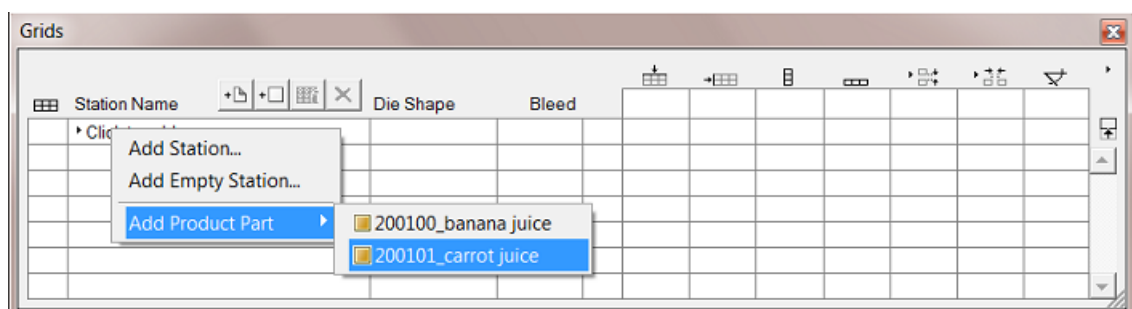 Grids
Station Name Die Shape Bleed
Add Station...
Add Empty Station...
Add Product Part
200100_banana juice
200101_carrot juice